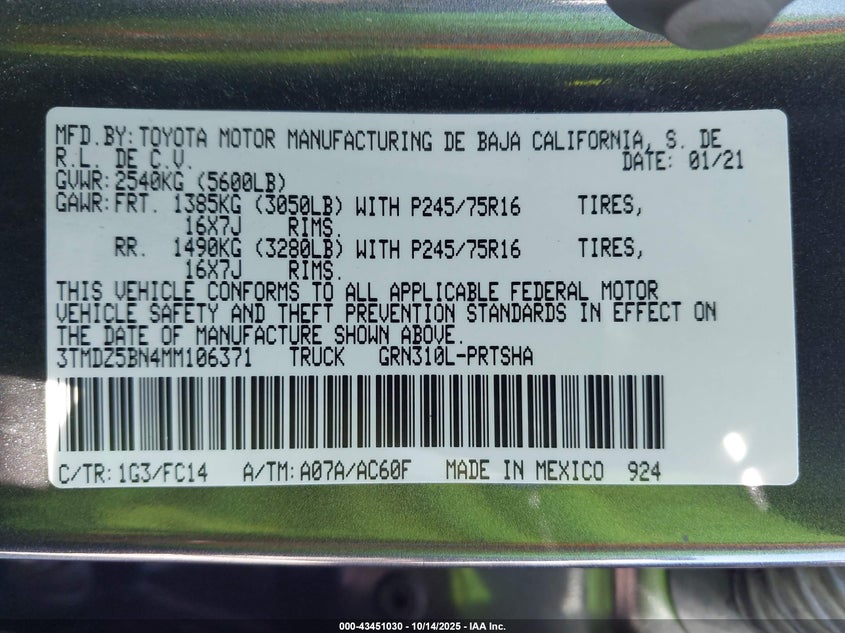 MFD.BY: TOYOTA MOTOR MANUFACTURING DE BAJA CALIFORNIA, S. DE
R.L. DE C.V. DATE: 01/21
GVWR: 2540KG (5600LB)
GAWR: FRT. 1385KG (3050LB) WITH P245/75R16 TIRES,
16X7J RIMS.
RR. 1490KG (3280LB) WITH P245/75R16 TIRES,
16X7J RIMS.
THIS VEHICLE CONFORMS TO ALL APPLICABLE FEDERAL MOTOR
VEHICLE SAFETY AND THEFT PREVENTION STANDARDS IN EFFECT ON
THE DATE OF MANUFACTURE SHOWN ABOVE.
3TMDZ5BN4MM106371 TRUCK GRN310L-PRTSHA
C/TR: 1G3/FC14 A/TM: A07A/AC60F MADE IN MEXICO 924
000-43451030 - 10/14/2025 - IAA Inc.